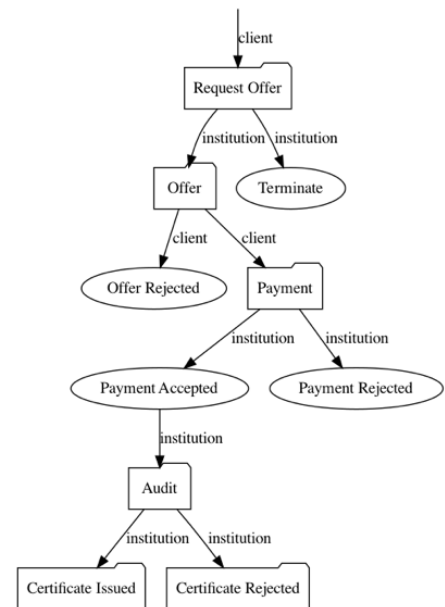 client
Request Offer
institution institution
Offer Terminate
client client
Offer Rejected Payment
institution institution
Payment Accepted Payment Rejected
institution
Audit
institution institution
Certificate Issued Certificate Rejected